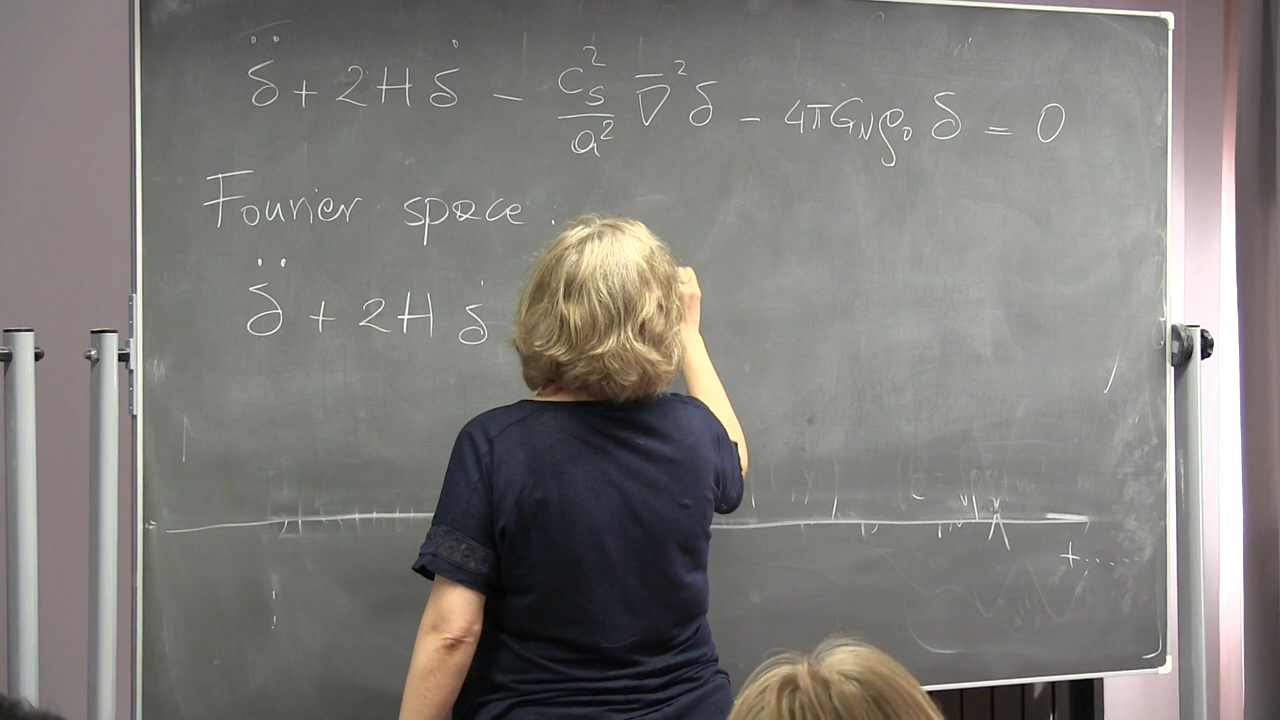 δ̈ + 2H δ̇ − c_s²/a² ∇̅² δ − 4πG_N ρ₀ δ = 0
Fourier space :
δ̈ + 2H δ̇
+ .....